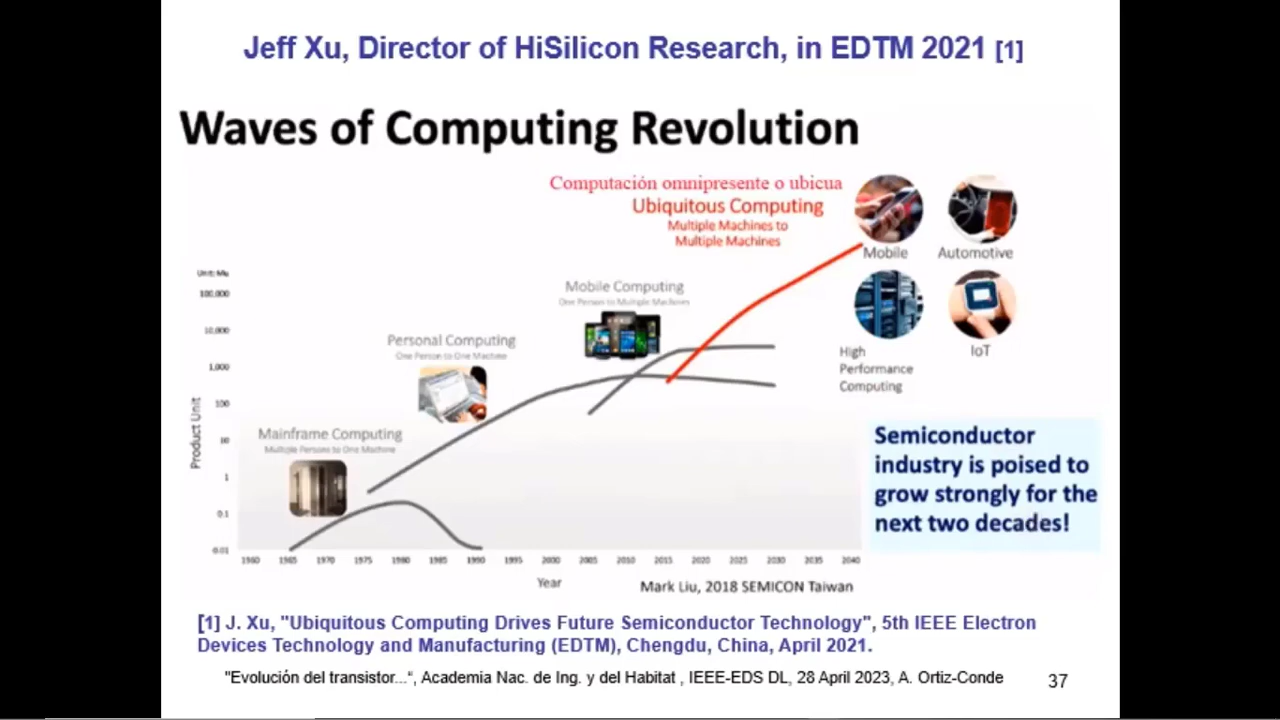 Jeff Xu, Director of HiSilicon Research, in EDTM 2021 [1]
Waves of Computing Revolution
Computación omnipresente o ubicua
Ubiquitous Computing
Multiple Machines to
Multiple Machines
Mobile
Automotive
High
Performance
Computing
IoT
Mobile Computing
One Person to Multiple Machines
Personal Computing
One Person to One Machine
Mainframe Computing
Multiple Persons to One Machine
Unit: Mu
100,000
10,000
1,000
100
10
1
0.1
0.01
Product Unit
1960 1965 1970 1975 1980 1985 1990 1995 2000 2005 2010 2015 2020 2025 2030 2035 2040
Year
Mark Liu, 2018 SEMICON Taiwan
Semiconductor
industry is poised to
grow strongly for the
next two decades!
[1] J. Xu, "Ubiquitous Computing Drives Future Semiconductor Technology", 5th IEEE Electron
Devices Technology and Manufacturing (EDTM), Chengdu, China, April 2021.
"Evolución del transistor...“, Academia Nac. de Ing. y del Habitat , IEEE-EDS DL, 28 April 2023, A. Ortiz-Conde
37